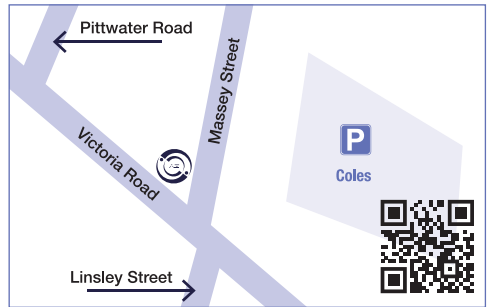 Pittwater Road
Massey Street
Victoria Road
P
Coles
Linsley Street